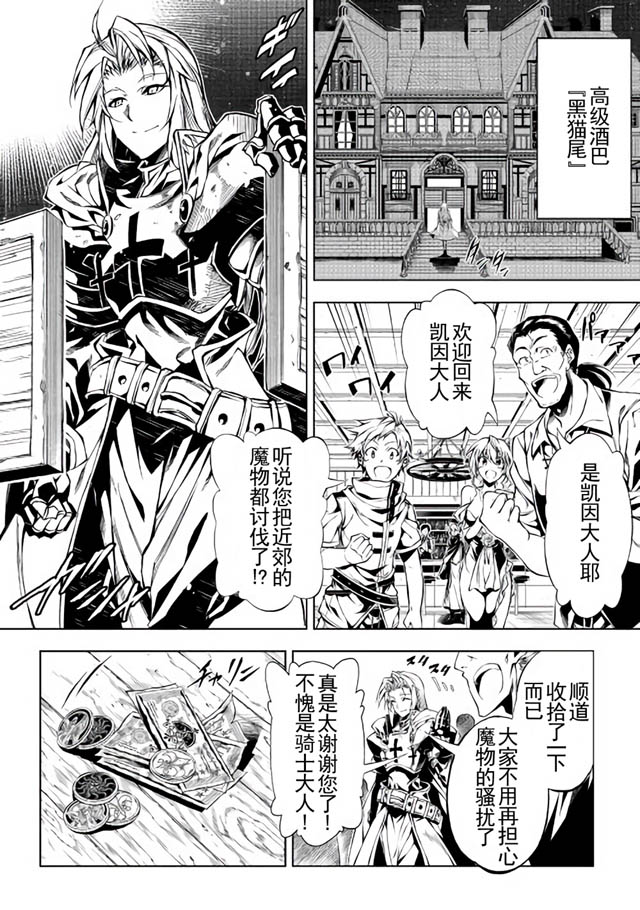 高级酒巴
『黑猫尾』
欢迎回来
凯因大人
是凯因大人耶
听说您把近郊的
魔物都讨伐了!?
顺道
收拾了一下
而已
大家不用再担心
魔物的骚扰了
真是太谢谢您了!
不愧是骑士大人!